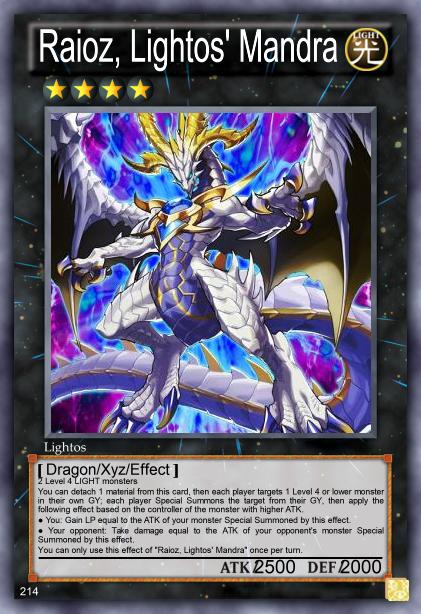 Raioz, Lightos' Mandra
LIGHT
光
Lightos
[ Dragon/Xyz/Effect ]
2 Level 4 LIGHT monsters
You can detach 1 material from this card, then each player targets 1 Level 4 or lower monster
in their own GY; each player Special Summons the target from their GY, then apply the
following effect based on the controller of the monster with higher ATK.
● You: Gain LP equal to the ATK of your monster Special Summoned by this effect.
● Your opponent: Take damage equal to the ATK of your opponent's monster Special
Summoned by this effect.
You can only use this effect of "Raioz, Lightos' Mandra" once per turn.
ATK/2500 DEF/2000
214